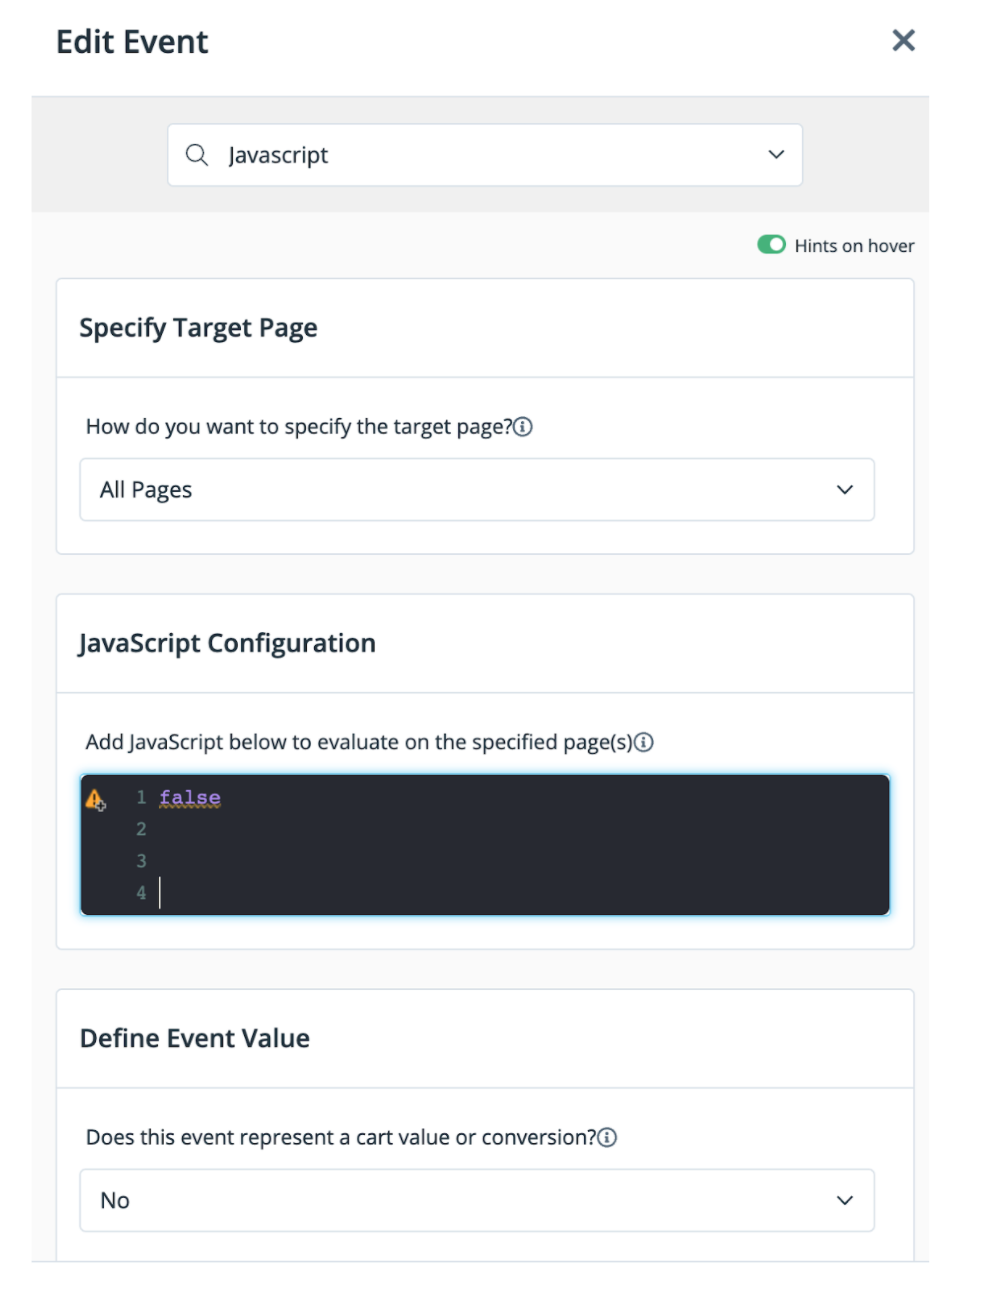 Edit Event
Javascript
Hints on hover
Specify Target Page
How do you want to specify the target page?
All Pages
JavaScript Configuration
Add JavaScript below to evaluate on the specified page(s)
1 false
2
3
4
Define Event Value
Does this event represent a cart value or conversion?
No